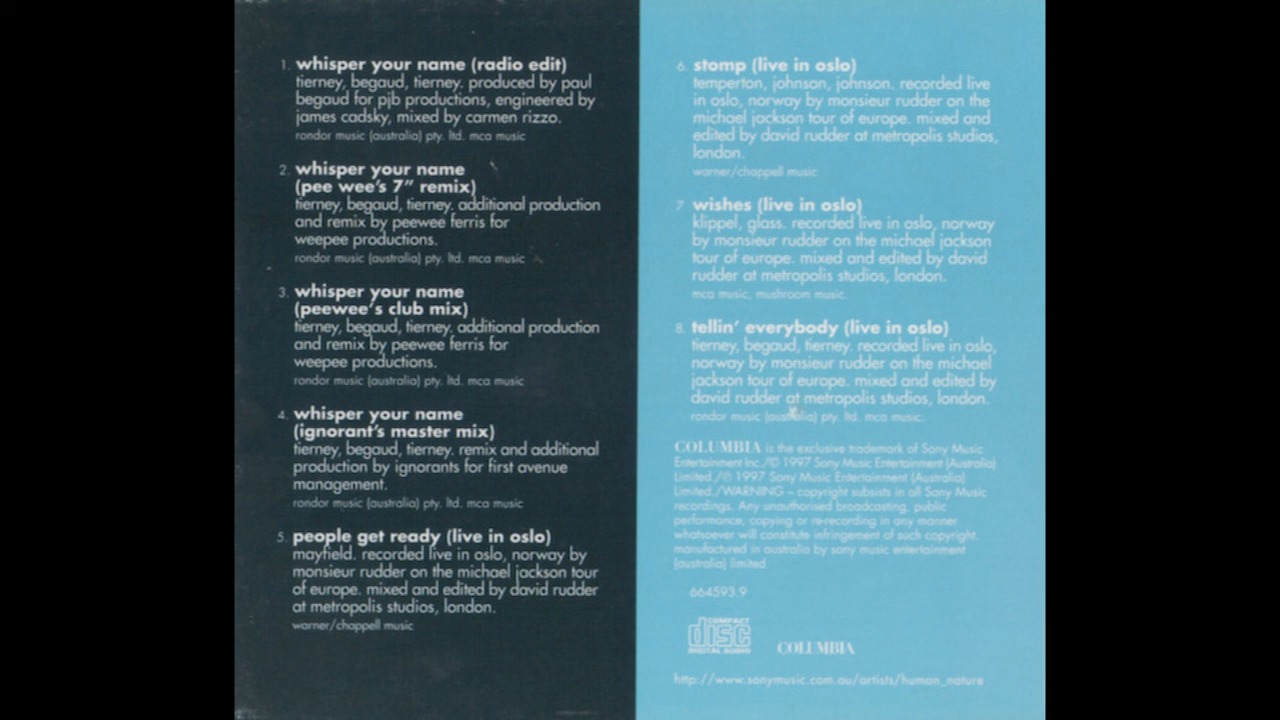 1. whisper your name (radio edit)
tierney, begaud, tierney. produced by paul
begaud for pjb productions, engineered by
james cadsky, mixed by carmen rizzo.
rondor music (australia) pty. ltd. mca music
2. whisper your name
(pee wee's 7" remix)
tierney, begaud, tierney. additional production
and remix by peewee ferris for
weepee productions.
rondor music (australia) pty. ltd. mca music
3. whisper your name
(peewee's club mix)
tierney, begaud, tierney. additional production
and remix by peewee ferris for
weepee productions.
rondor music (australia) pty. ltd. mca music
4. whisper your name
(ignorant's master mix)
tierney, begaud, tierney. remix and additional
production by ignorants for first avenue
management.
rondor music (australia) pty. ltd. mca music
5. people get ready (live in oslo)
mayfield. recorded live in oslo, norway by
monsieur rudder on the michael jackson tour
of europe. mixed and edited by david rudder
at metropolis studios, london.
warner/chappell music
6. stomp (live in oslo)
temperton, johnson, johnson. recorded live
in oslo, norway by monsieur rudder on the
michael jackson tour of europe. mixed and
edited by david rudder at metropolis studios,
london.
warner/chappell music
7 wishes (live in oslo)
klippel, glass. recorded live in oslo, norway
by monsieur rudder on the michael jackson
tour of europe. mixed and edited by david
rudder at metropolis studios, london.
mca music, mushroom music.
8. tellin' everybody (live in oslo)
tierney, begaud, tierney. recorded live in oslo,
norway by monsieur rudder on the michael
jackson tour of europe. mixed and edited by
david rudder at metropolis studios, london.
rondor music (australia) pty. ltd. mca music.
COLUMBIA is the exclusive trademark of Sony Music
Entertainment Inc./© 1997 Sony Music Entertainment (Australia)
Limited./℗ 1997 Sony Music Entertainment (Australia)
Limited./WARNING – copyright subsists in all Sony Music
recordings. Any unauthorised broadcasting, public
performance, copying or re-recording in any manner
whatsoever will constitute infringement of such copyright.
manufactured in australia by sony music entertainment
(australia) limited
664593.9
COMPACT
disc
DIGITAL AUDIO
COLUMBIA
http://www.sonymusic.com.au/artists/human_nature